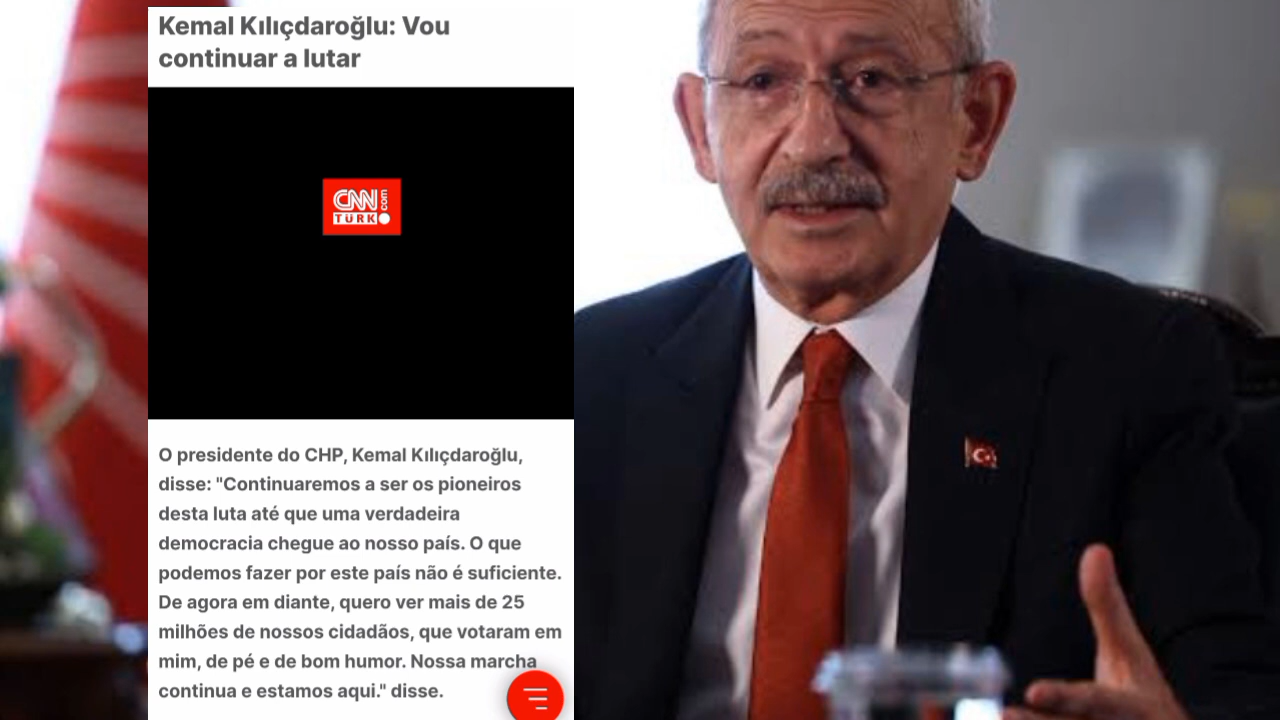 Kemal Kılıçdaroğlu: Vou
continuar a lutar
CNN
TÜRK
com
O presidente do CHP, Kemal Kılıçdaroğlu,
disse: "Continuaremos a ser os pioneiros
desta luta até que uma verdadeira
democracia chegue ao nosso país. O que
podemos fazer por este país não é suficiente.
De agora em diante, quero ver mais de 25
milhões de nossos cidadãos, que votaram em
mim, de pé e de bom humor. Nossa marcha
continua e estamos aqui." disse.